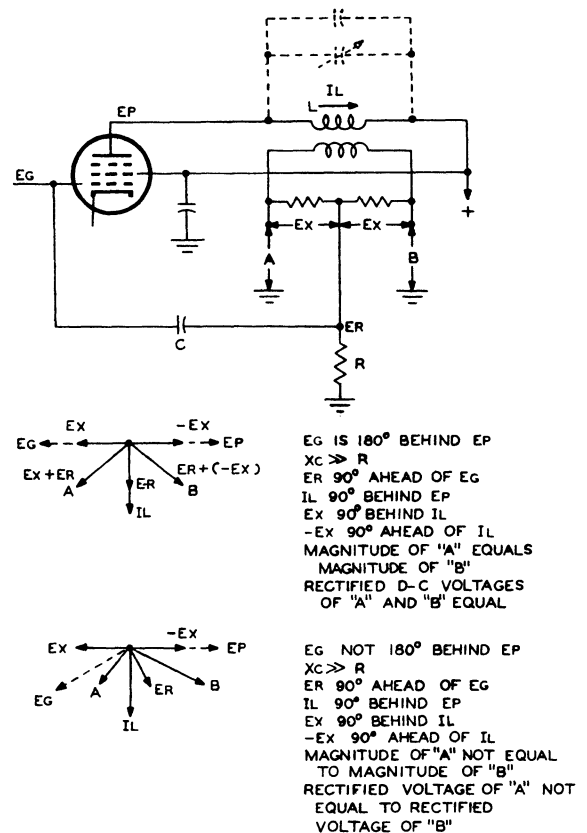 IL
L
EP
EG
+
Ex Ex
A B
ER
C
R
Ex -Ex
EG EP
Ex+ER ER+(-Ex)
A ER B
IL
EG IS 180° BEHIND EP
Xc >> R
ER 90° AHEAD OF EG
IL 90° BEHIND EP
Ex 90° BEHIND IL
-Ex 90° AHEAD OF IL
MAGNITUDE OF "A" EQUALS
MAGNITUDE OF "B"
RECTIFIED D-C VOLTAGES
OF "A" AND "B" EQUAL
-Ex
Ex EP
EG A ER B
IL
EG NOT 180° BEHIND EP
Xc >> R
ER 90° AHEAD OF EG
IL 90° BEHIND EP
Ex 90° BEHIND IL
-Ex 90° AHEAD OF IL
MAGNITUDE OF "A" NOT EQUAL
TO MAGNITUDE OF "B"
RECTIFIED VOLTAGE OF "A" NOT
EQUAL TO RECTIFIED
VOLTAGE OF "B"